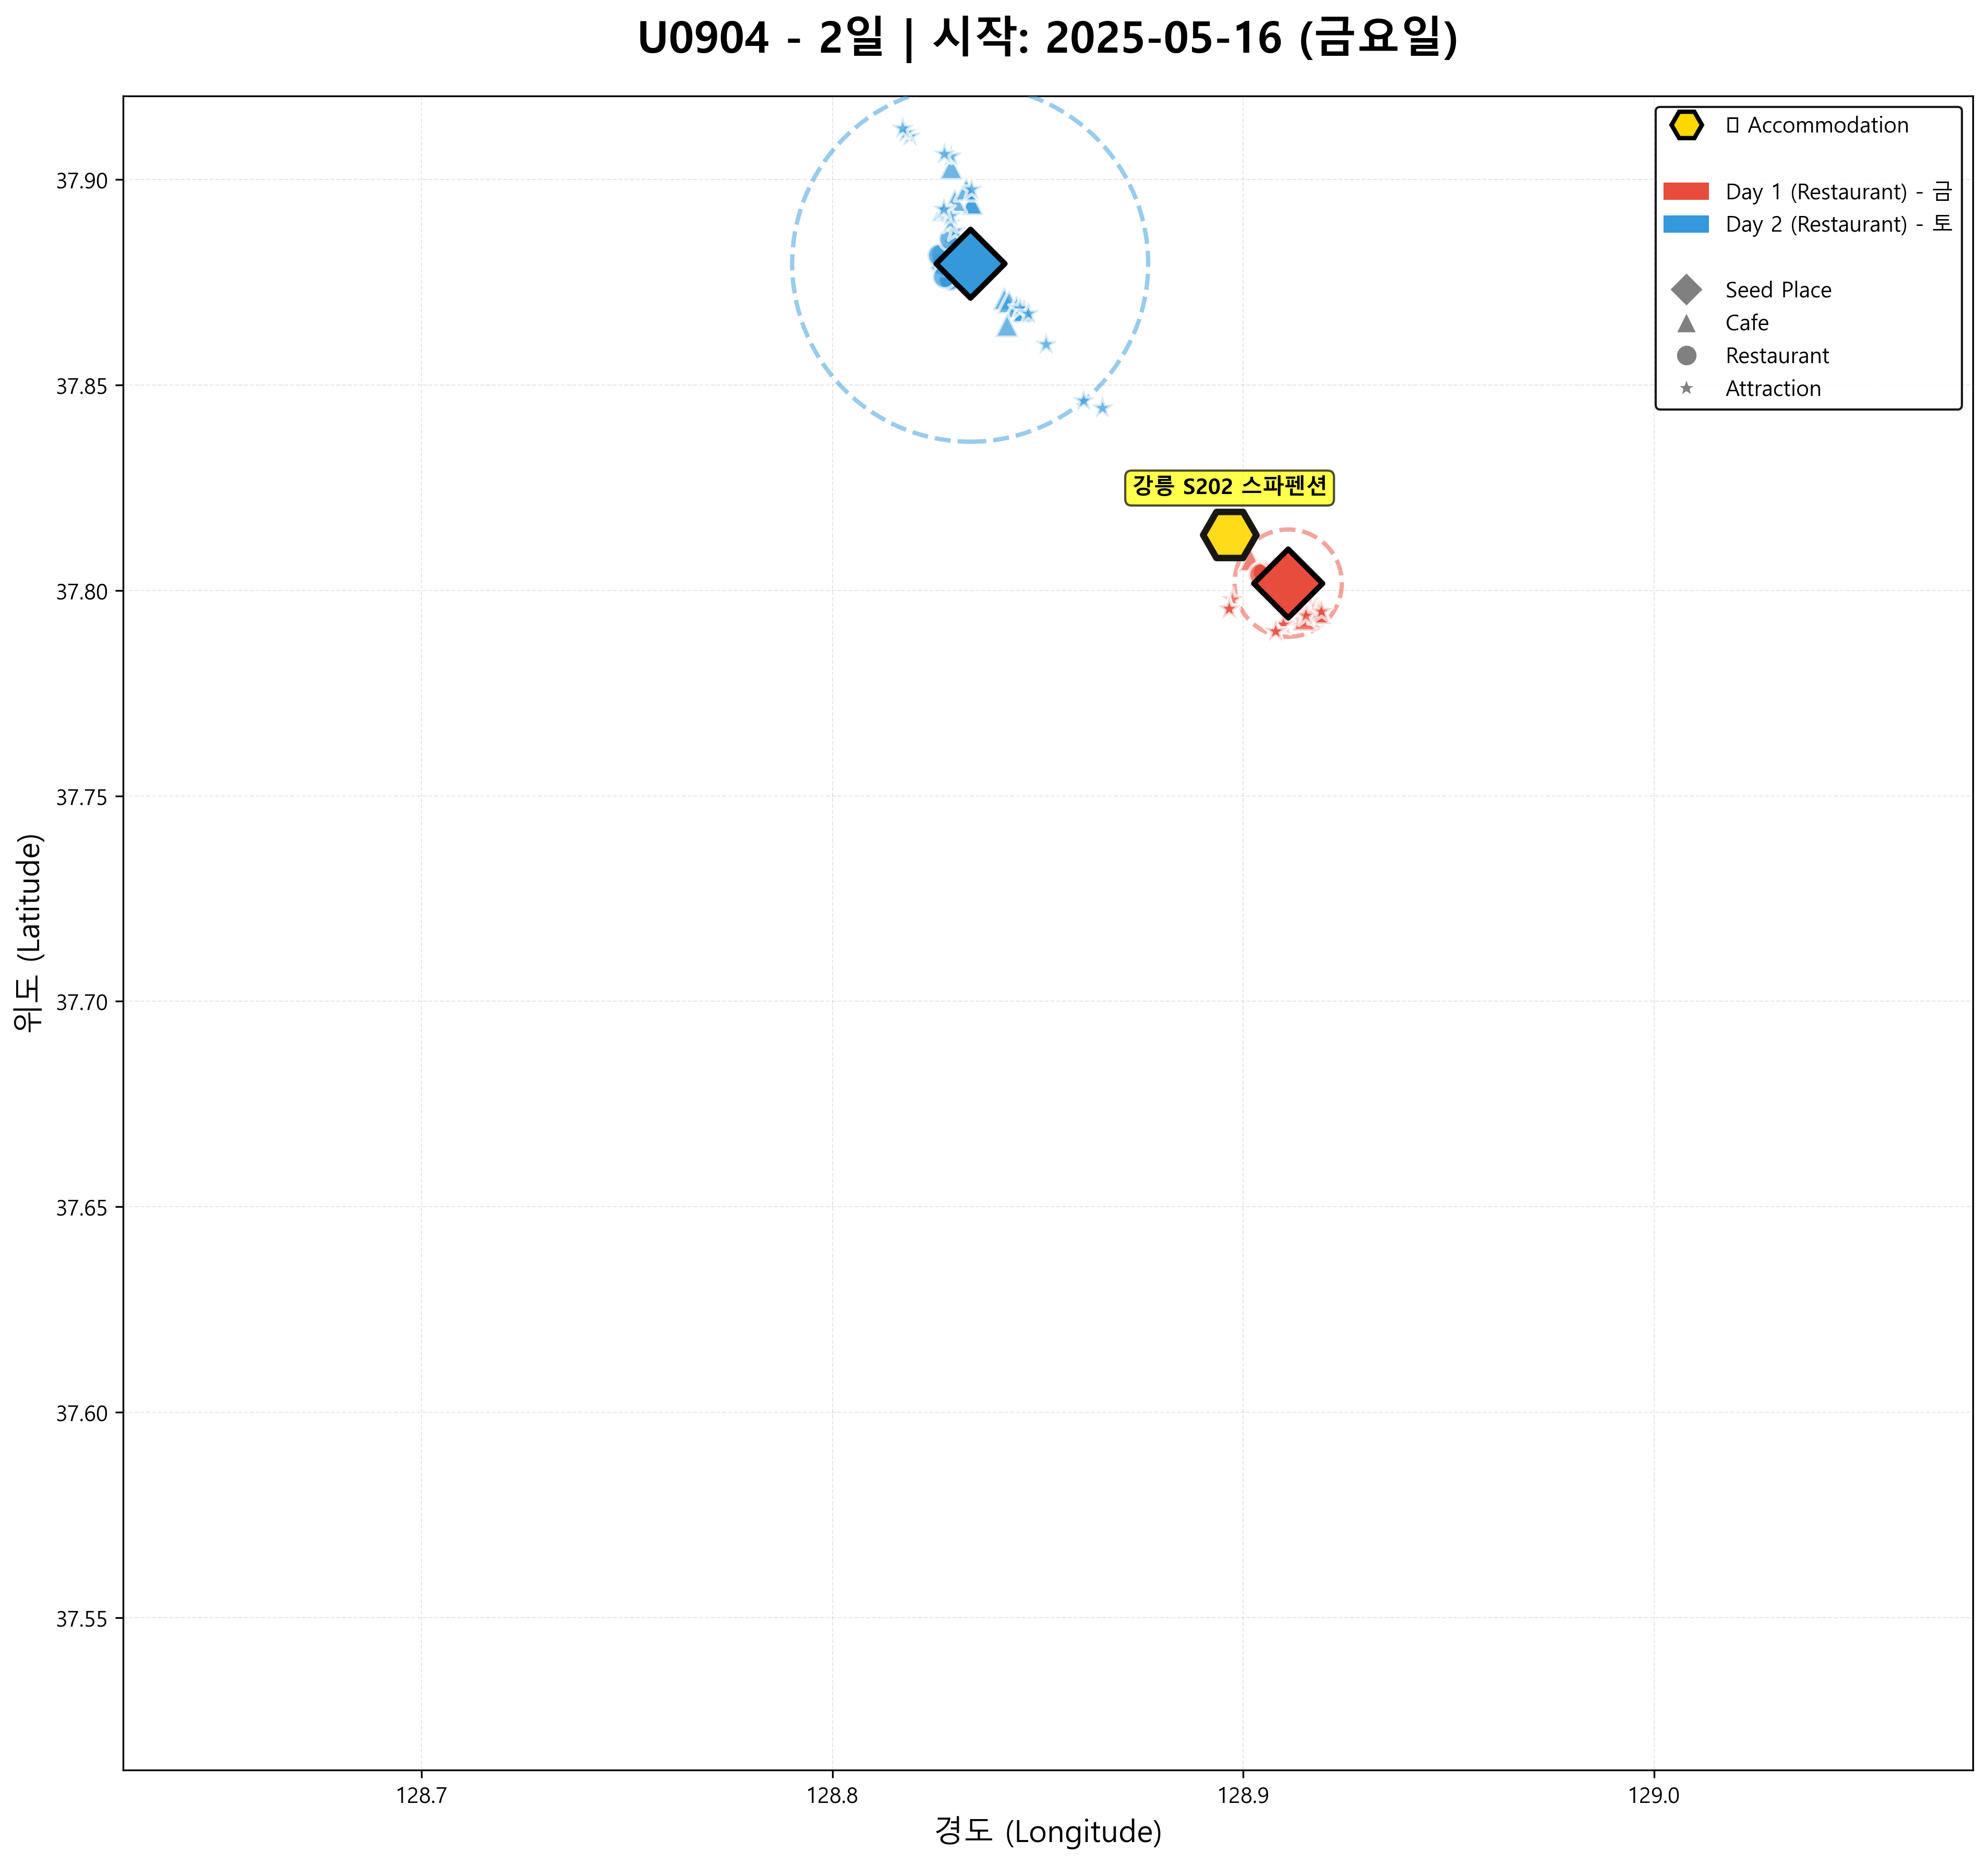 U0904 - 2일 | 시작: 2025-05-16 (금요일)
Accommodation
Day 1 (Restaurant) - 금
Day 2 (Restaurant) - 토
Seed Place
Cafe
Restaurant
Attraction
강릉 S202 스파펜션
위도 (Latitude)
37.90
37.85
37.80
37.75
37.70
37.65
37.60
37.55
128.7
128.8
128.9
129.0
경도 (Longitude)